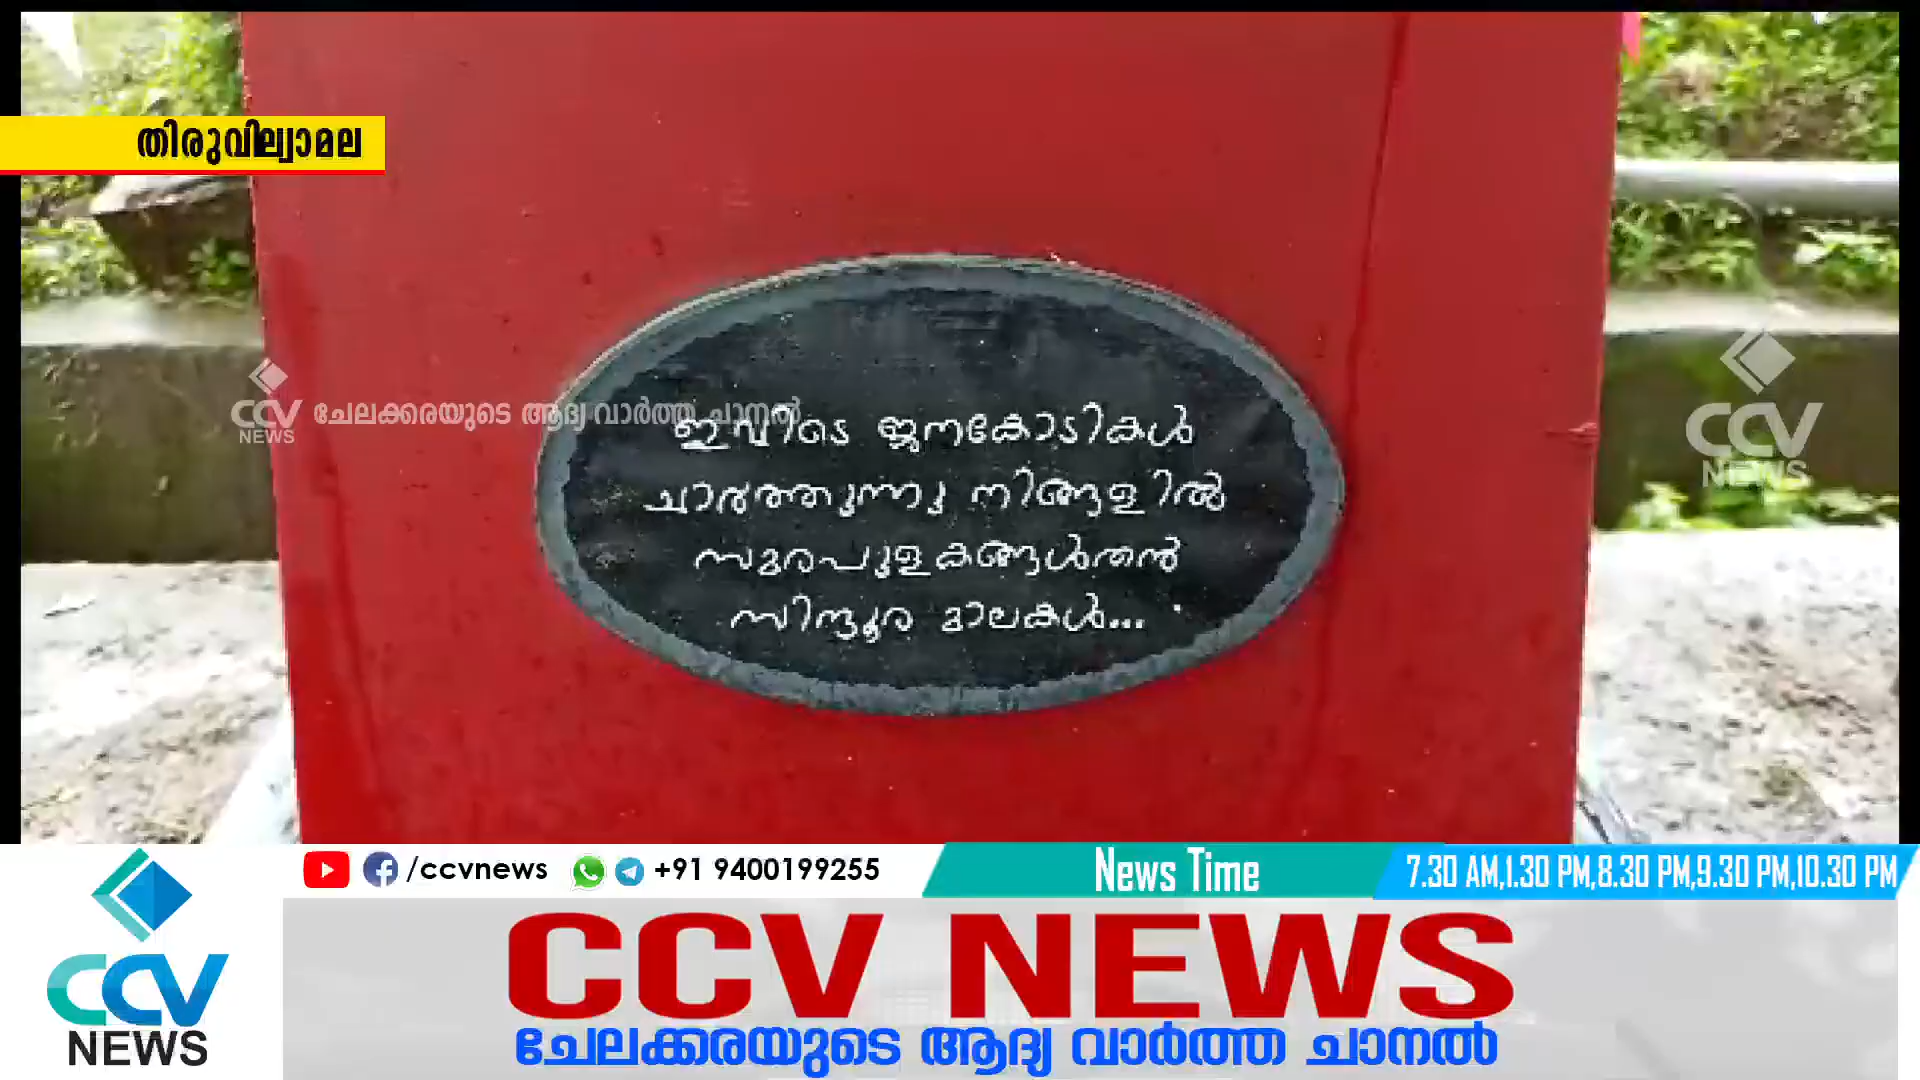 തിരുവില്വാമല
CCV NEWS ചേലക്കരയുടെ ആദ്യ വാർത്ത ചാനൽ
CCV NEWS
ഇവിടെ ജനകോടികൾ
ചാർത്തുന്നു നിങ്ങളിൽ
സമരപുളകങ്ങൾതൻ
സിന്ദൂര മാലകൾ...
/ccvnews +91 9400199255 News Time 7.30 AM,1.30 PM,8.30 PM,9.30 PM,10.30 PM
CCV NEWS
CCV NEWS
ചേലക്കരയുടെ ആദ്യ വാർത്ത ചാനൽ